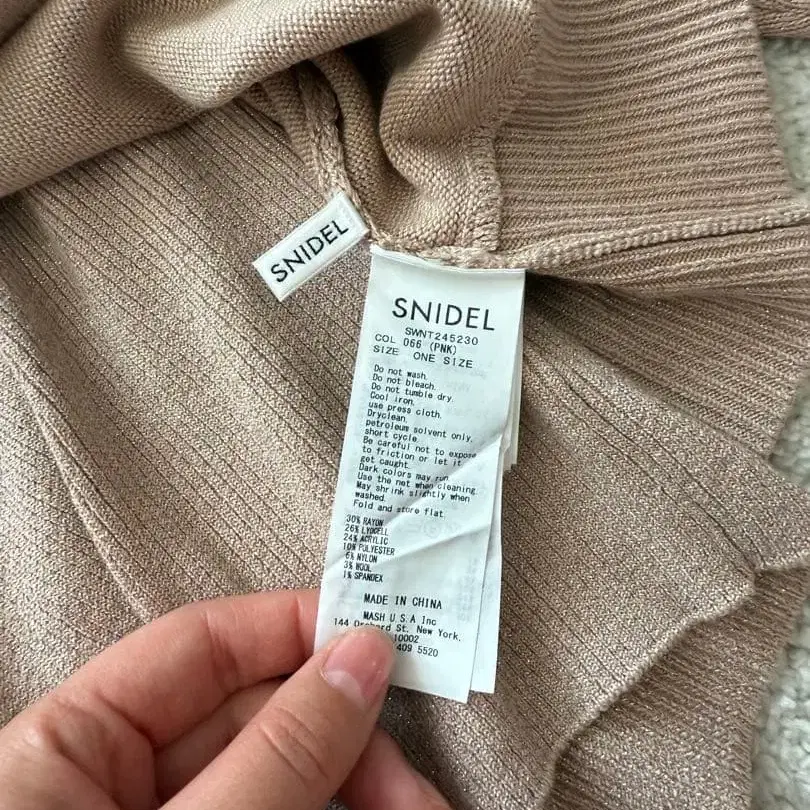 SNIDEL
SNIDEL
SWNT245230
COL 066 (PNK)
SIZE ONE SIZE
Do not wash.
Do not bleach.
Do not tumble dry.
Cool iron.
use press cloth.
Dryclean,
petroleum solvent only,
short cycle.
Be careful not to expose
to friction or let it
get caught.
Dark colors may run.
Use the net when cleaning.
May shrink slightly when
washed.
Fold and store flat.
30% RAYON
26% LYOCELL
24% ACRYLIC
10% POLYESTER
6% NYLON
3% WOOL
1% SPANDEX
MADE IN CHINA
MASH U.S.A Inc
144 Orchard St. New York,
10002
409 5520